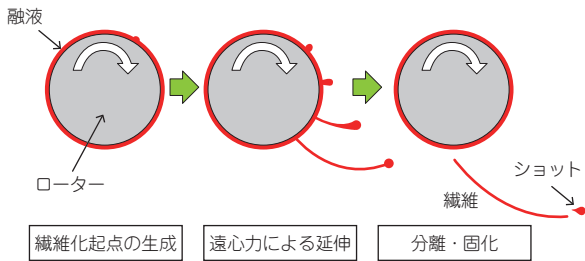 融液
ローター
ショット
繊維
繊維化起点の生成
遠心力による延伸
分離・固化